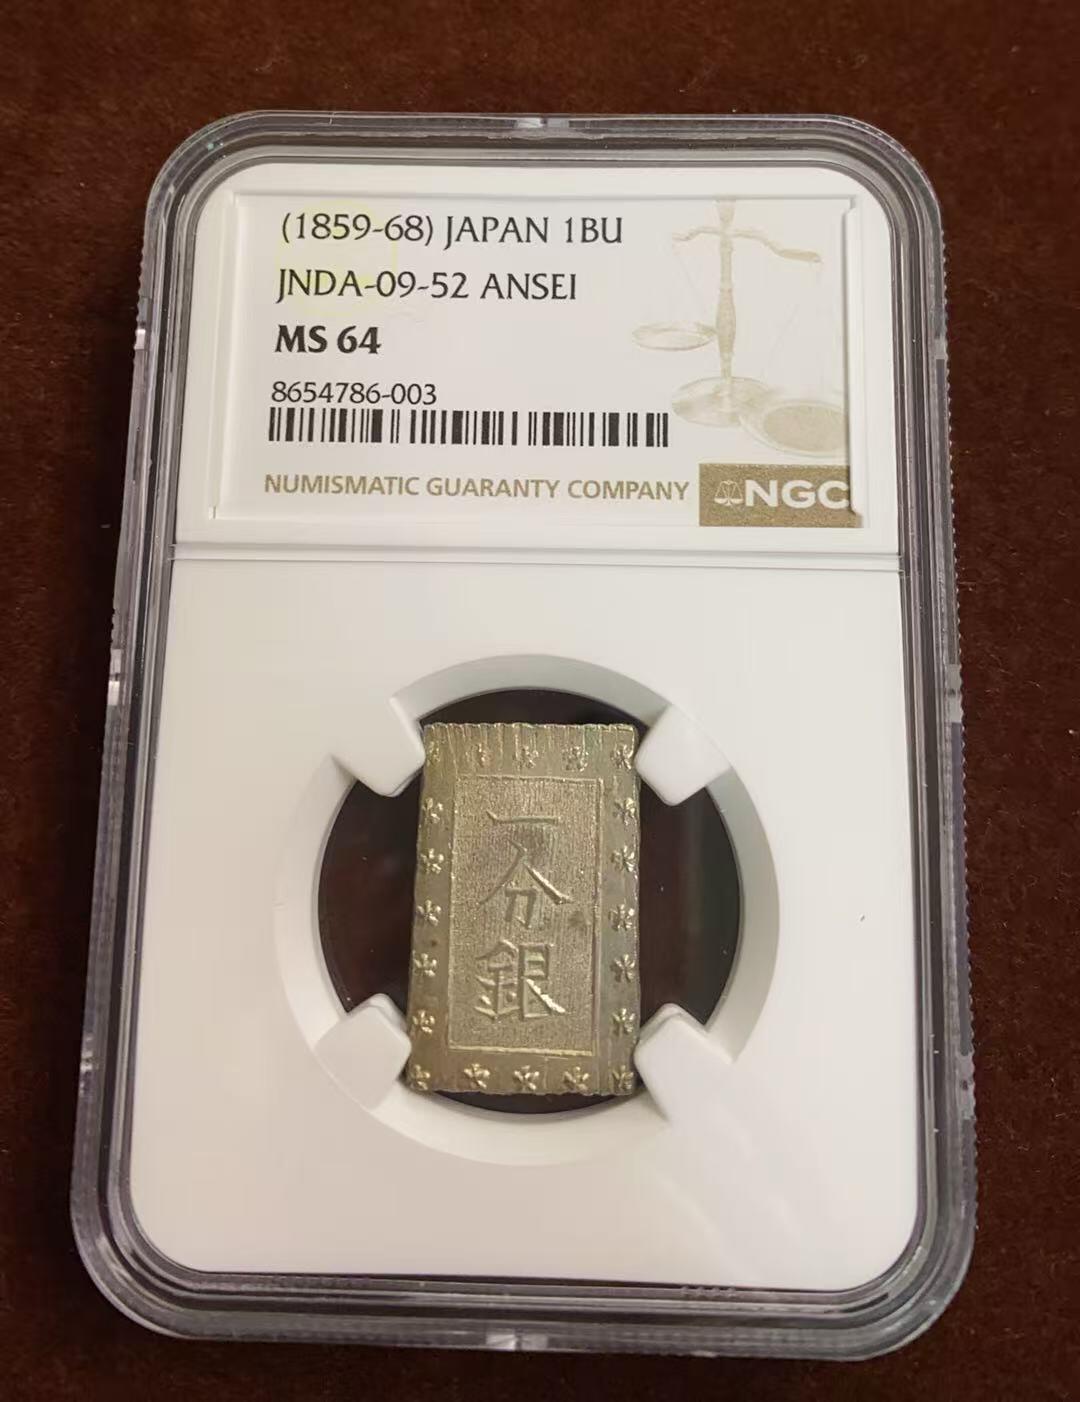 (1859-68) JAPAN 1BU
JNDA-09-52 ANSEI
MS 64
8654786-003
NUMISMATIC GUARANTY COMPANY NGC
一
分
銀